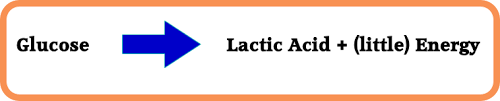 Glucose Lactic Acid + (little) Energy